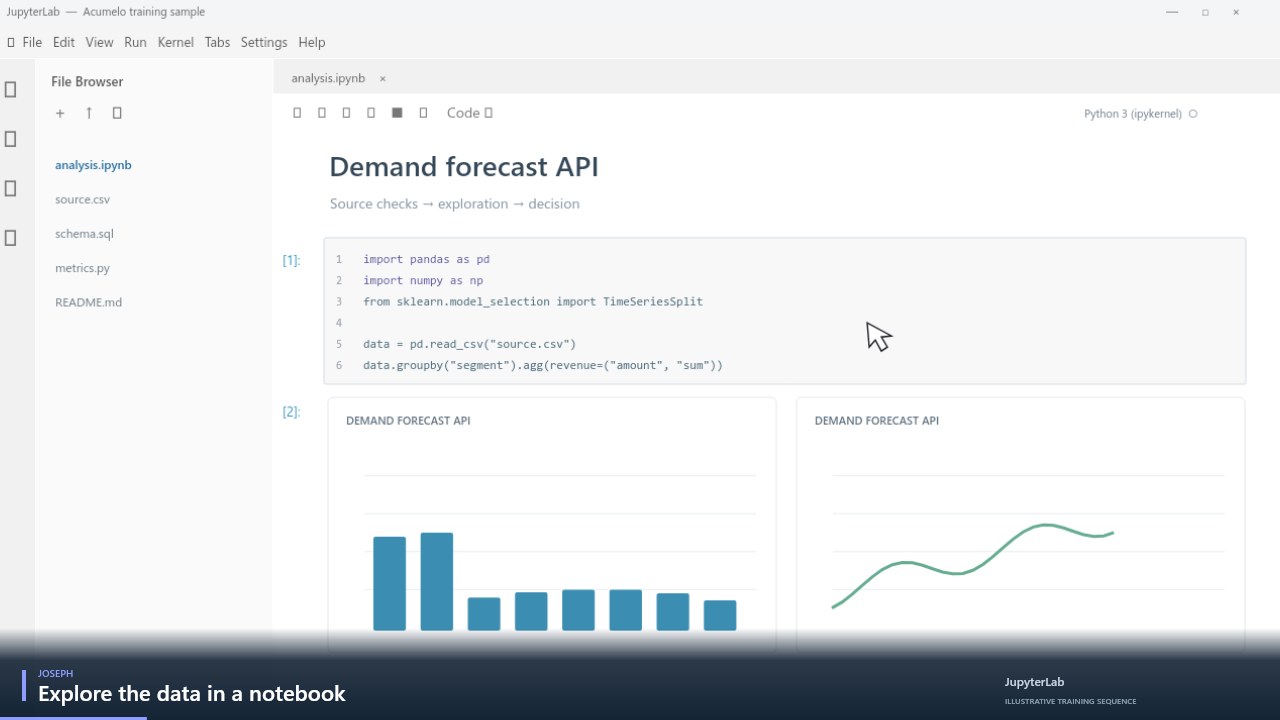 JupyterLab — Acumelo training sample
File Edit View Run Kernel Tabs Settings Help
File Browser
analysis.ipynb ×
Code
Python 3 (ipykernel)
analysis.ipynb
source.csv
schema.sql
metrics.py
README.md
Demand forecast API
Source checks → exploration → decision
[1]:
1 import pandas as pd
2 import numpy as np
3 from sklearn.model_selection import TimeSeriesSplit
4
5 data = pd.read_csv("source.csv")
6 data.groupby("segment").agg(revenue=("amount", "sum"))
[2]:
DEMAND FORECAST API
DEMAND FORECAST API
JOSEPH
Explore the data in a notebook
JupyterLab
ILLUSTRATIVE TRAINING SEQUENCE